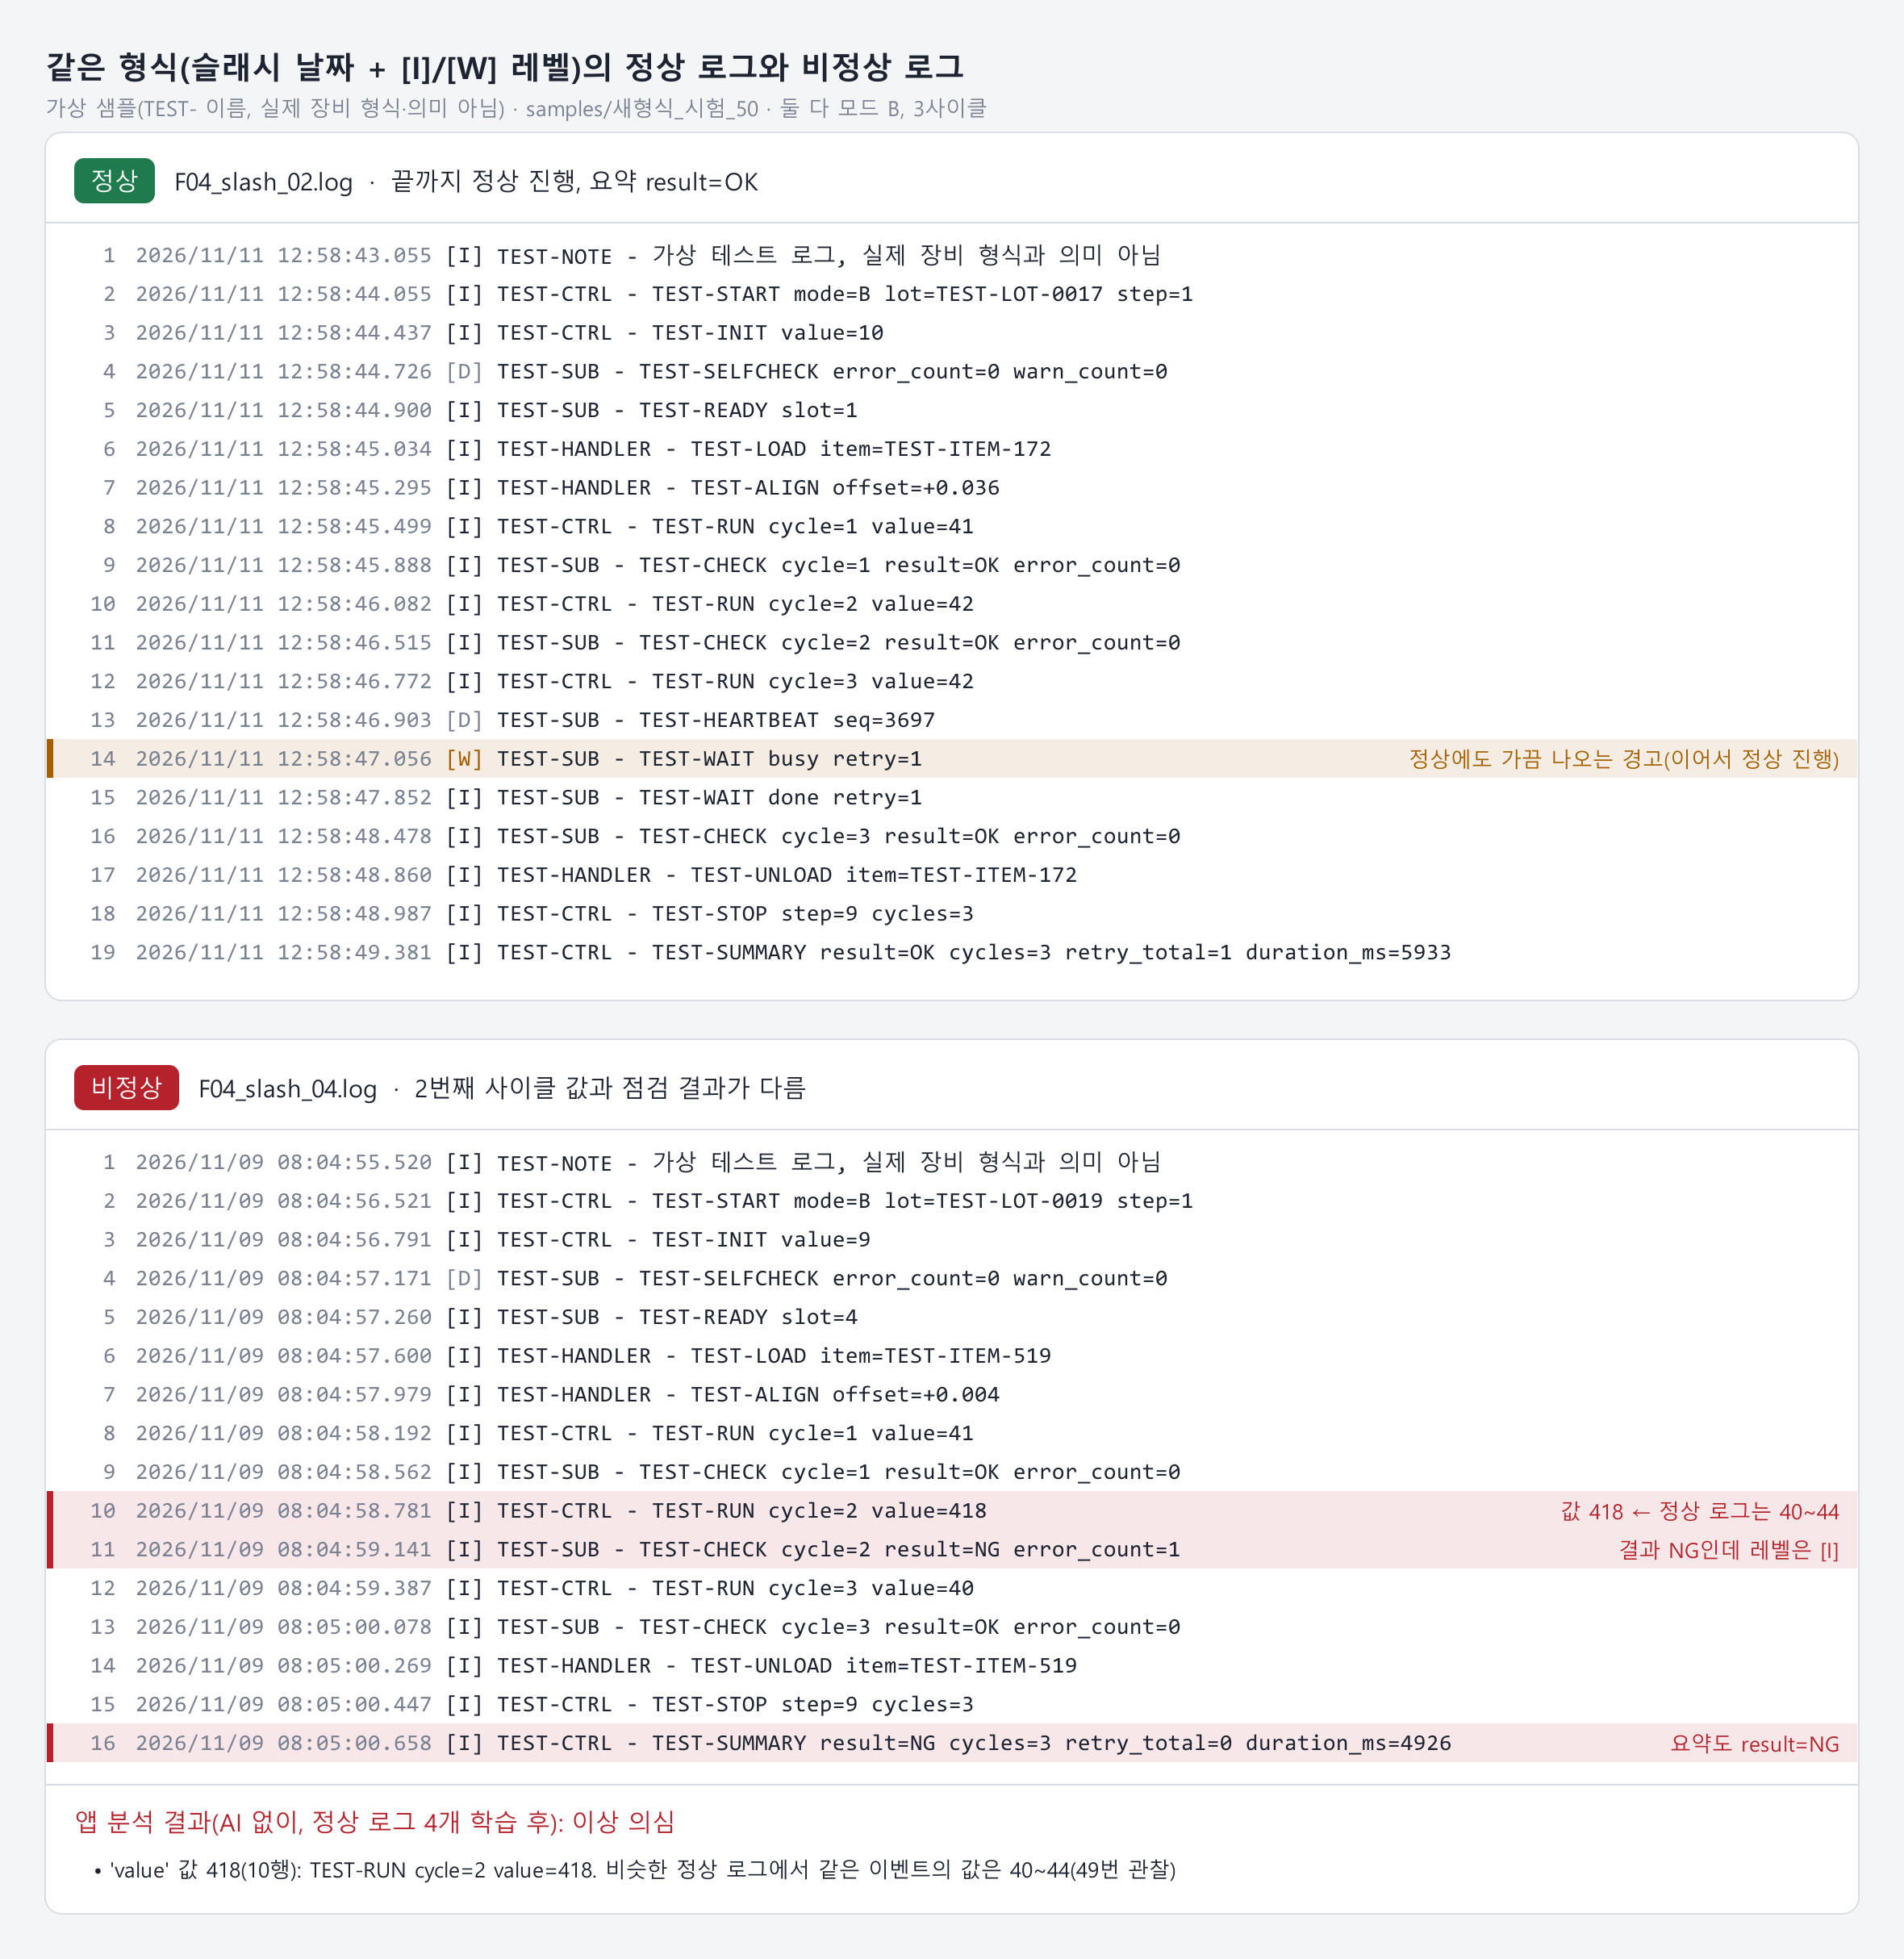 같은 형식(슬래시 날짜 + [I]/[W] 레벨)의 정상 로그와 비정상 로그
가상 샘플(TEST- 이름, 실제 장비 형식·의미 아님) · samples/새형식_시험_50 · 둘 다 모드 B, 3사이클
정상 F04_slash_02.log · 끝까지 정상 진행, 요약 result=OK
1 2026/11/11 12:58:43.055 [I] TEST-NOTE - 가상 테스트 로그, 실제 장비 형식과 의미 아님
2 2026/11/11 12:58:44.055 [I] TEST-CTRL - TEST-START mode=B lot=TEST-LOT-0017 step=1
3 2026/11/11 12:58:44.437 [I] TEST-CTRL - TEST-INIT value=10
4 2026/11/11 12:58:44.726 [D] TEST-SUB - TEST-SELFCHECK error_count=0 warn_count=0
5 2026/11/11 12:58:44.900 [I] TEST-SUB - TEST-READY slot=1
6 2026/11/11 12:58:45.034 [I] TEST-HANDLER - TEST-LOAD item=TEST-ITEM-172
7 2026/11/11 12:58:45.295 [I] TEST-HANDLER - TEST-ALIGN offset=+0.036
8 2026/11/11 12:58:45.499 [I] TEST-CTRL - TEST-RUN cycle=1 value=41
9 2026/11/11 12:58:45.888 [I] TEST-SUB - TEST-CHECK cycle=1 result=OK error_count=0
10 2026/11/11 12:58:46.082 [I] TEST-CTRL - TEST-RUN cycle=2 value=42
11 2026/11/11 12:58:46.515 [I] TEST-SUB - TEST-CHECK cycle=2 result=OK error_count=0
12 2026/11/11 12:58:46.772 [I] TEST-CTRL - TEST-RUN cycle=3 value=42
13 2026/11/11 12:58:46.903 [D] TEST-SUB - TEST-HEARTBEAT seq=3697
14 2026/11/11 12:58:47.056 [W] TEST-SUB - TEST-WAIT busy retry=1 정상에도 가끔 나오는 경고(이어서 정상 진행)
15 2026/11/11 12:58:47.852 [I] TEST-SUB - TEST-WAIT done retry=1
16 2026/11/11 12:58:48.478 [I] TEST-SUB - TEST-CHECK cycle=3 result=OK error_count=0
17 2026/11/11 12:58:48.860 [I] TEST-HANDLER - TEST-UNLOAD item=TEST-ITEM-172
18 2026/11/11 12:58:48.987 [I] TEST-CTRL - TEST-STOP step=9 cycles=3
19 2026/11/11 12:58:49.381 [I] TEST-CTRL - TEST-SUMMARY result=OK cycles=3 retry_total=1 duration_ms=5933
비정상 F04_slash_04.log · 2번째 사이클 값과 점검 결과가 다름
1 2026/11/09 08:04:55.520 [I] TEST-NOTE - 가상 테스트 로그, 실제 장비 형식과 의미 아님
2 2026/11/09 08:04:56.521 [I] TEST-CTRL - TEST-START mode=B lot=TEST-LOT-0019 step=1
3 2026/11/09 08:04:56.791 [I] TEST-CTRL - TEST-INIT value=9
4 2026/11/09 08:04:57.171 [D] TEST-SUB - TEST-SELFCHECK error_count=0 warn_count=0
5 2026/11/09 08:04:57.260 [I] TEST-SUB - TEST-READY slot=4
6 2026/11/09 08:04:57.600 [I] TEST-HANDLER - TEST-LOAD item=TEST-ITEM-519
7 2026/11/09 08:04:57.979 [I] TEST-HANDLER - TEST-ALIGN offset=+0.004
8 2026/11/09 08:04:58.192 [I] TEST-CTRL - TEST-RUN cycle=1 value=41
9 2026/11/09 08:04:58.562 [I] TEST-SUB - TEST-CHECK cycle=1 result=OK error_count=0
10 2026/11/09 08:04:58.781 [I] TEST-CTRL - TEST-RUN cycle=2 value=418 값 418 ← 정상 로그는 40~44
11 2026/11/09 08:04:59.141 [I] TEST-SUB - TEST-CHECK cycle=2 result=NG error_count=1 결과 NG인데 레벨은 [I]
12 2026/11/09 08:04:59.387 [I] TEST-CTRL - TEST-RUN cycle=3 value=40
13 2026/11/09 08:05:00.078 [I] TEST-SUB - TEST-CHECK cycle=3 result=OK error_count=0
14 2026/11/09 08:05:00.269 [I] TEST-HANDLER - TEST-UNLOAD item=TEST-ITEM-519
15 2026/11/09 08:05:00.447 [I] TEST-CTRL - TEST-STOP step=9 cycles=3
16 2026/11/09 08:05:00.658 [I] TEST-CTRL - TEST-SUMMARY result=NG cycles=3 retry_total=0 duration_ms=4926 요약도 result=NG
앱 분석 결과(AI 없이, 정상 로그 4개 학습 후): 이상 의심
• 'value' 값 418(10행): TEST-RUN cycle=2 value=418. 비슷한 정상 로그에서 같은 이벤트의 값은 40~44(49번 관찰)